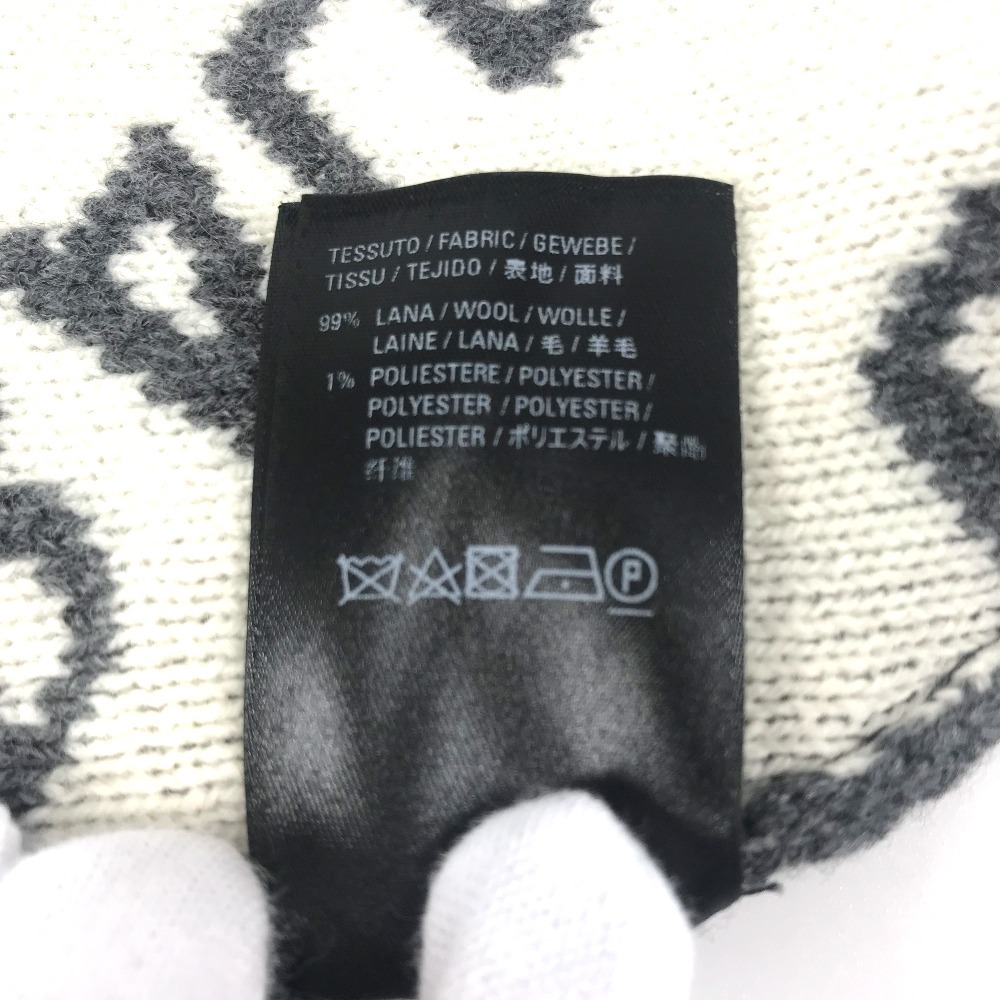 TESSUTO / FABRIC / GEWEBE /
TISSU / TEJIDO / 表地 / 面料
99% LANA / WOOL / WOLLE /
LAINE / LANA / 毛 / 羊毛
1% POLIESTERE / POLYESTER /
POLYESTER / POLYESTER /
POLIESTER / ポリエステル / 聚酯
纤维
P